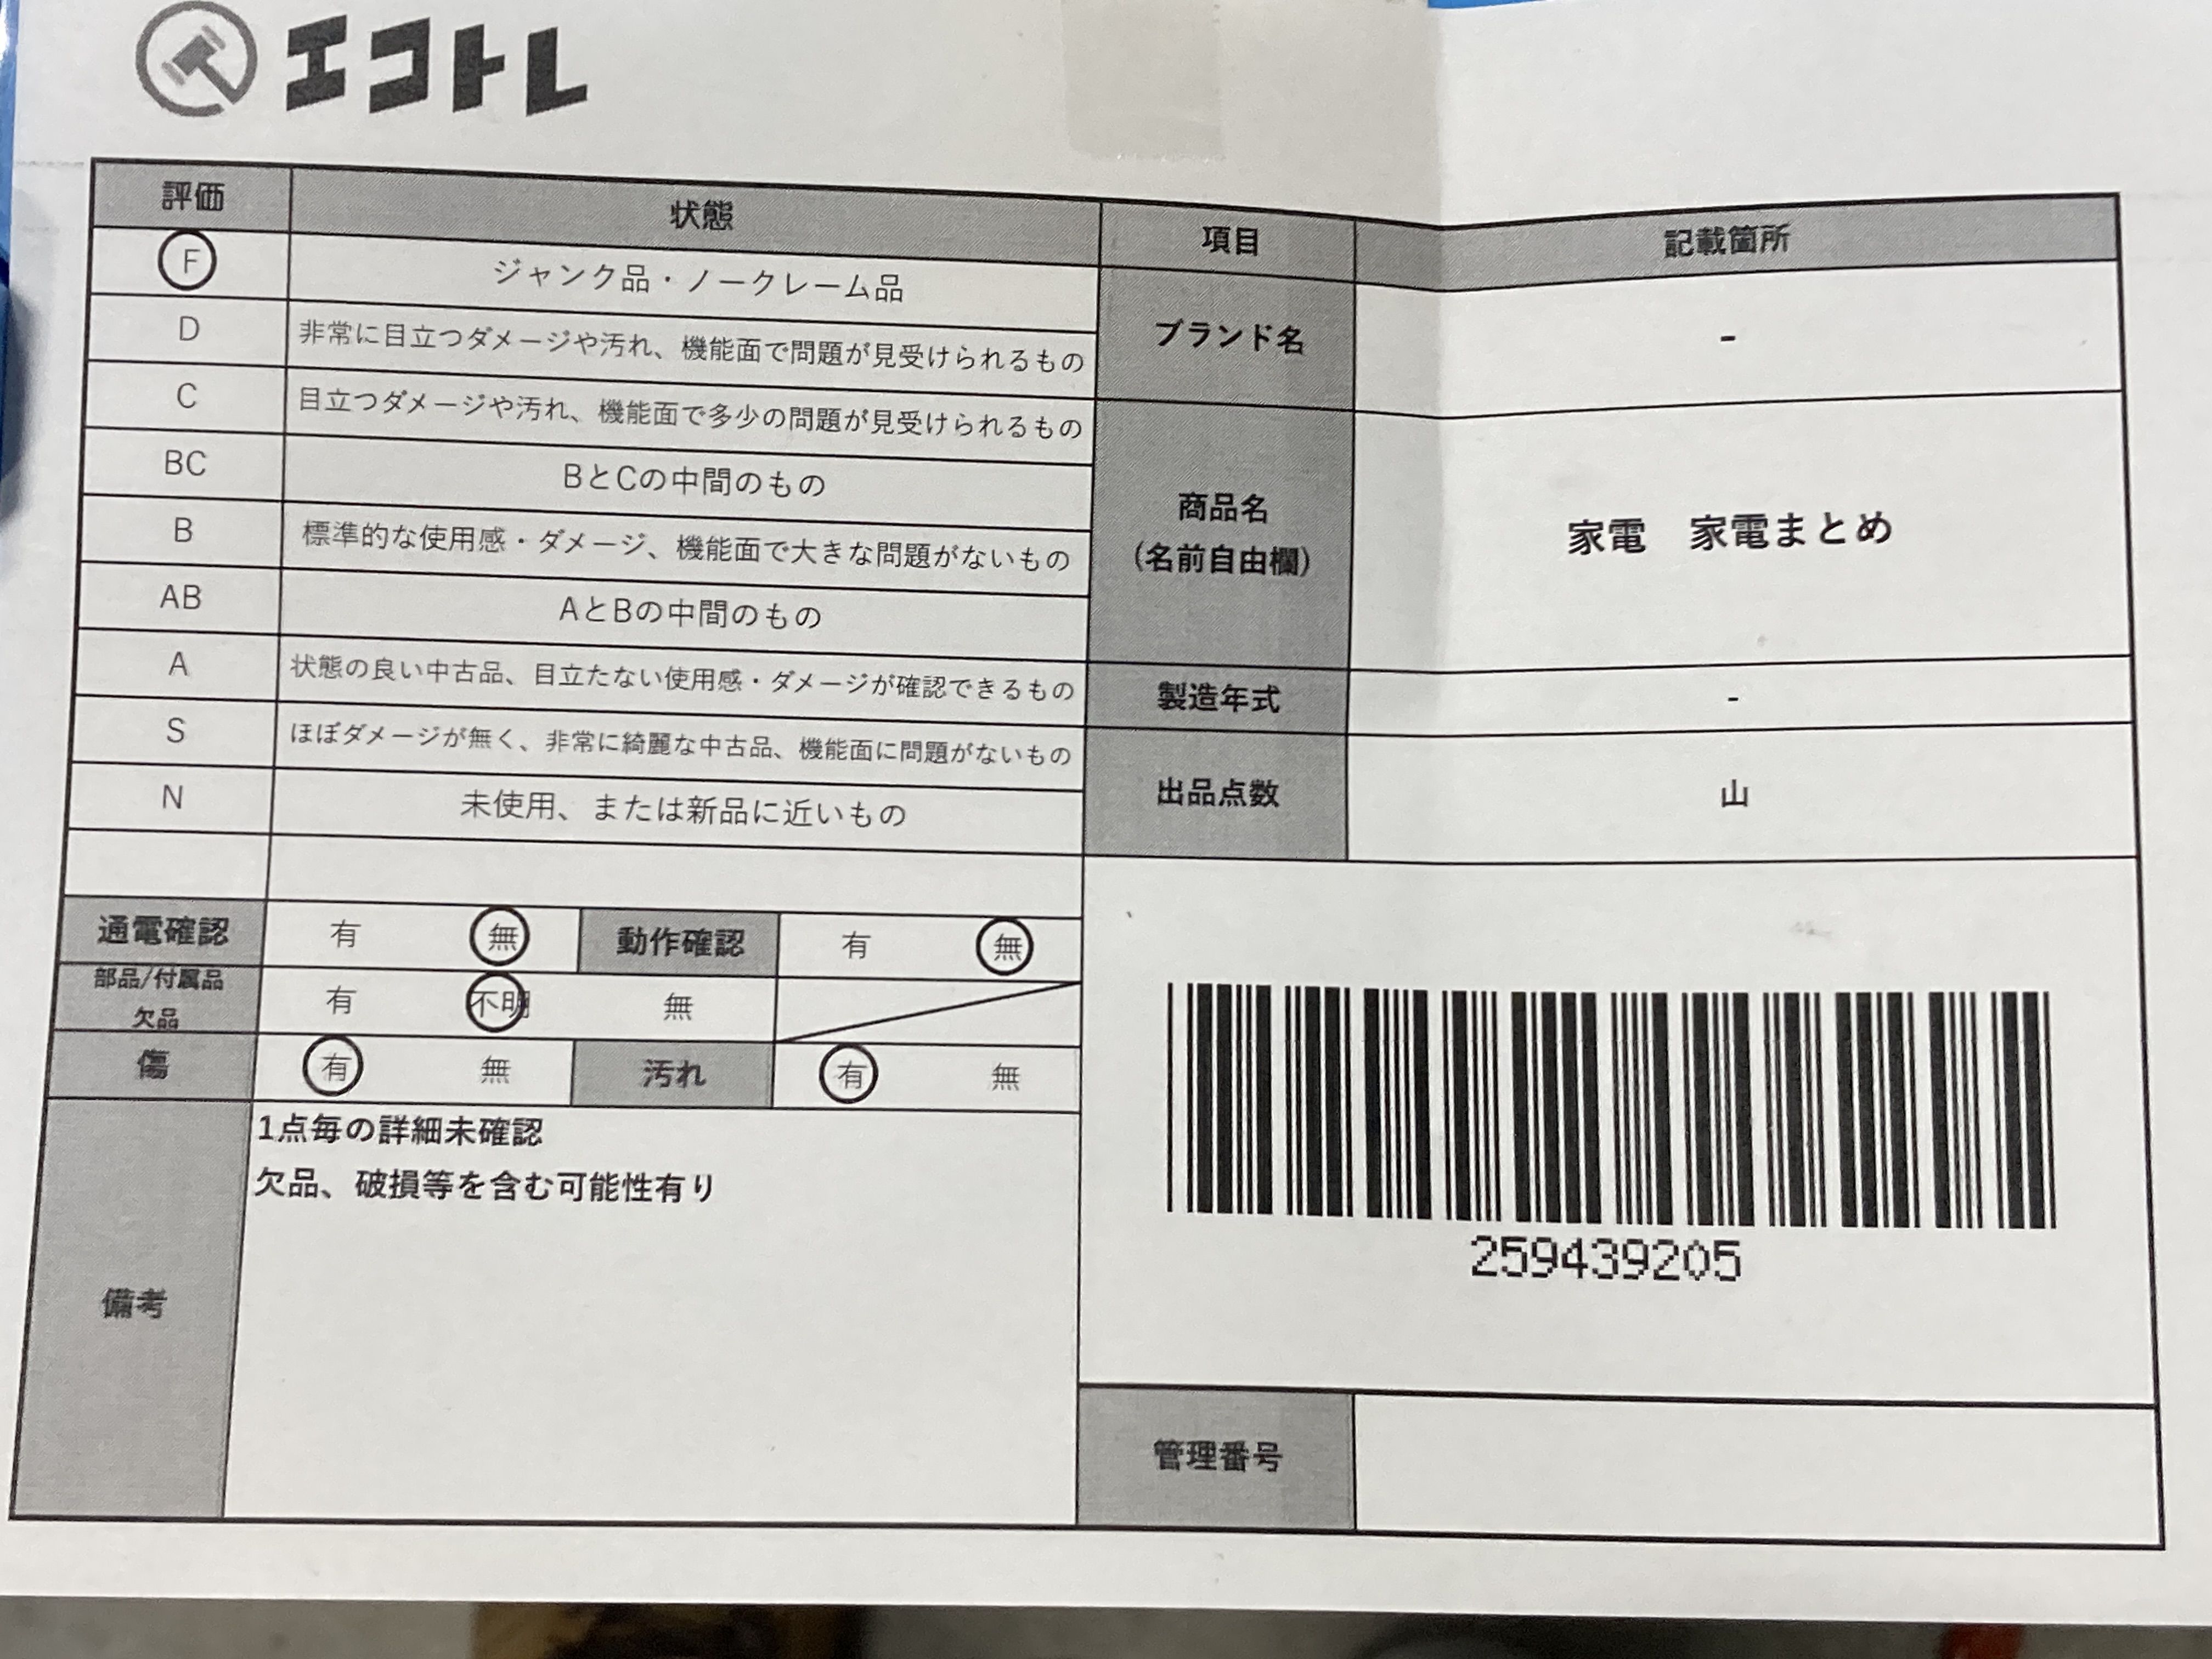 エコトレ
評価 状態
F ジャンク品・ノークレーム品
D 非常に目立つダメージや汚れ、機能面で問題が見受けられるもの
C 目立つダメージや汚れ、機能面で多少の問題が見受けられるもの
BC BとCの中間のもの
B 標準的な使用感・ダメージ、機能面で大きな問題がないもの
AB AとBの中間のもの
A 状態の良い中古品、目立たない使用感・ダメージが確認できるもの
S ほぼダメージが無く、非常に綺麗な中古品、機能面に問題がないもの
N 未使用、または新品に近いもの
通電確認 有 無 動作確認 有 無
部品/付属品
欠品 有 不明 無
傷 有 無 汚れ 有 無
備考
1点毎の詳細未確認
欠品、破損等を含む可能性有り
項目 記載箇所
ブランド名 -
商品名
(名前自由欄)
家電　家電まとめ
製造年式 -
出品点数 山
259439205
管理番号